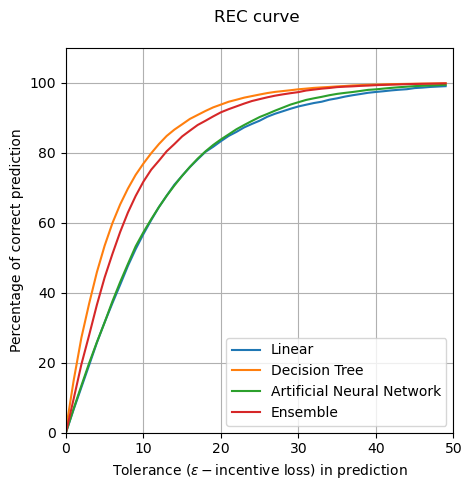 REC curve
Percentage of correct prediction
100
80
60
40
20
0
0 10 20 30 40 50
Linear
Decision Tree
Artificial Neural Network
Ensemble
Tolerance (ε − incentive loss) in prediction